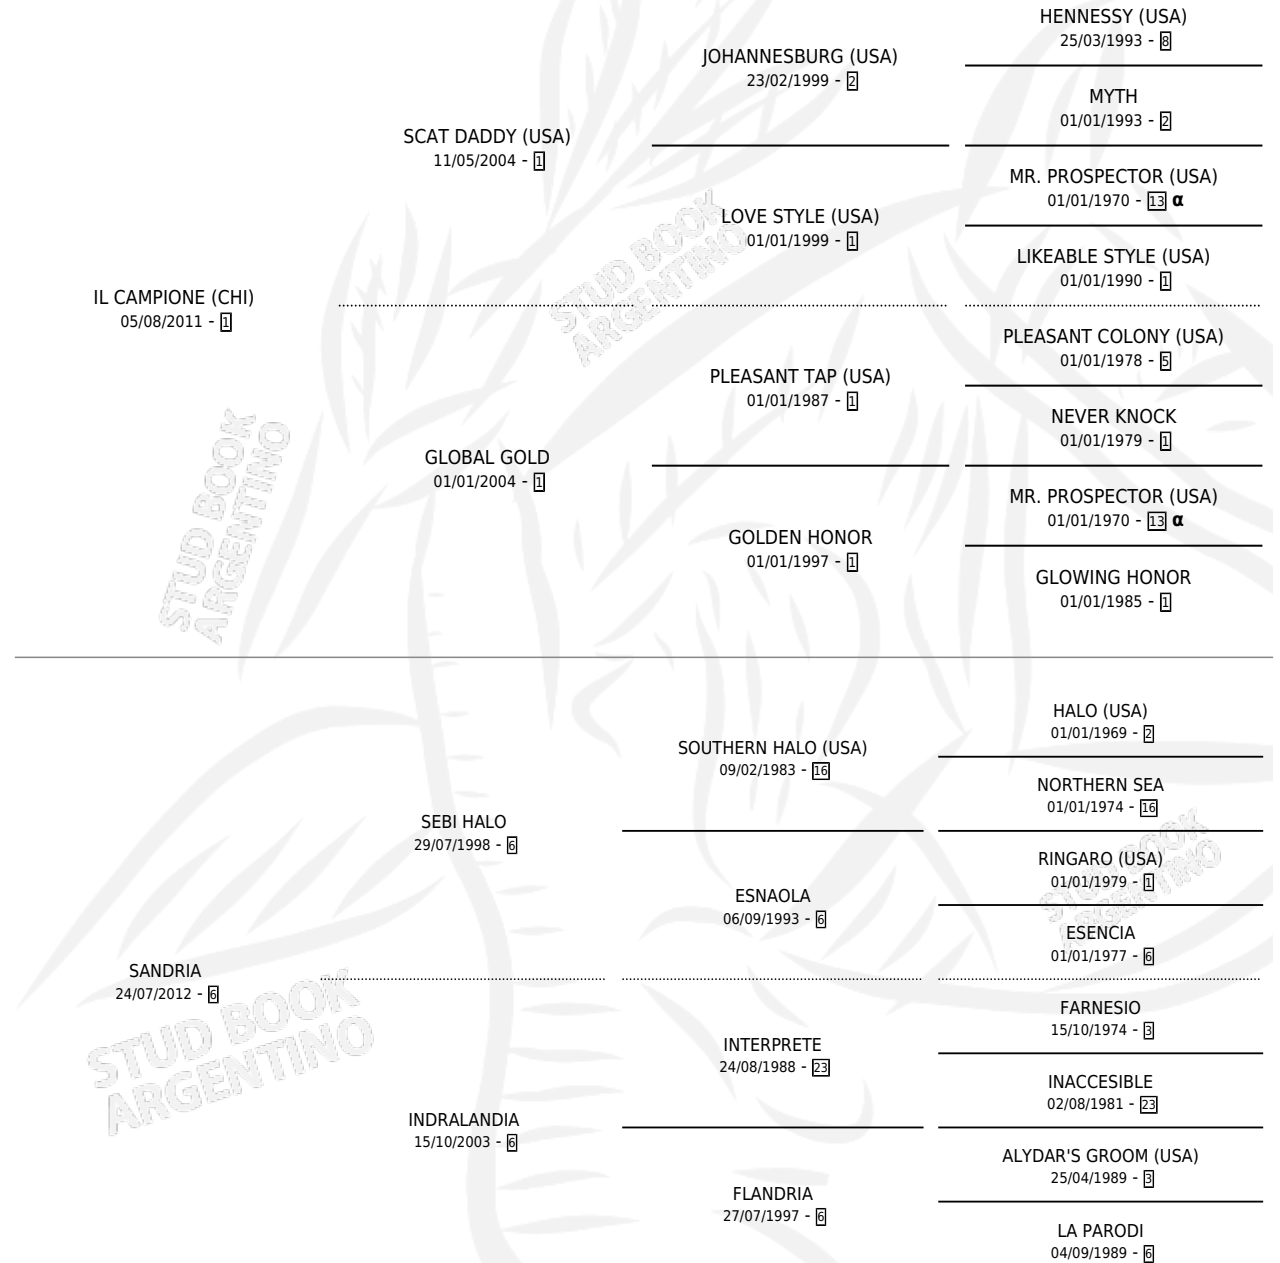 HENNESSY (USA)
25/03/1993 - 8
JOHANNESBURG (USA)
23/02/1999 - 2
MYTH
01/01/1993 - 2
SCAT DADDY (USA)
11/05/2004 - 1
MR. PROSPECTOR (USA)
01/01/1970 - 13 α
LOVE STYLE (USA)
01/01/1999 - 1
LIKEABLE STYLE (USA)
01/01/1990 - 1
IL CAMPIONE (CHI)
05/08/2011 - 1
PLEASANT COLONY (USA)
01/01/1978 - 5
PLEASANT TAP (USA)
01/01/1987 - 1
NEVER KNOCK
01/01/1979 - 1
GLOBAL GOLD
01/01/2004 - 1
MR. PROSPECTOR (USA)
01/01/1970 - 13 α
GOLDEN HONOR
01/01/1997 - 1
GLOWING HONOR
01/01/1985 - 1
HALO (USA)
01/01/1969 - 2
SOUTHERN HALO (USA)
09/02/1983 - 16
NORTHERN SEA
01/01/1974 - 16
SEBI HALO
29/07/1998 - 6
RINGARO (USA)
01/01/1979 - 1
ESNAOLA
06/09/1993 - 6
ESENCIA
01/01/1977 - 6
SANDRIA
24/07/2012 - 6
FARNESIO
15/10/1974 - 3
INTERPRETE
24/08/1988 - 23
INACCESIBLE
02/08/1981 - 23
INDRALANDIA
15/10/2003 - 6
ALYDAR'S GROOM (USA)
25/04/1989 - 3
FLANDRIA
27/07/1997 - 6
LA PARODI
04/09/1989 - 6
STUD BOOK
ARGENTINO
STUD BOOK
ARGENTINO
STUD BOOK
ARGENTINO
STUD BOOK
ARGENTINO